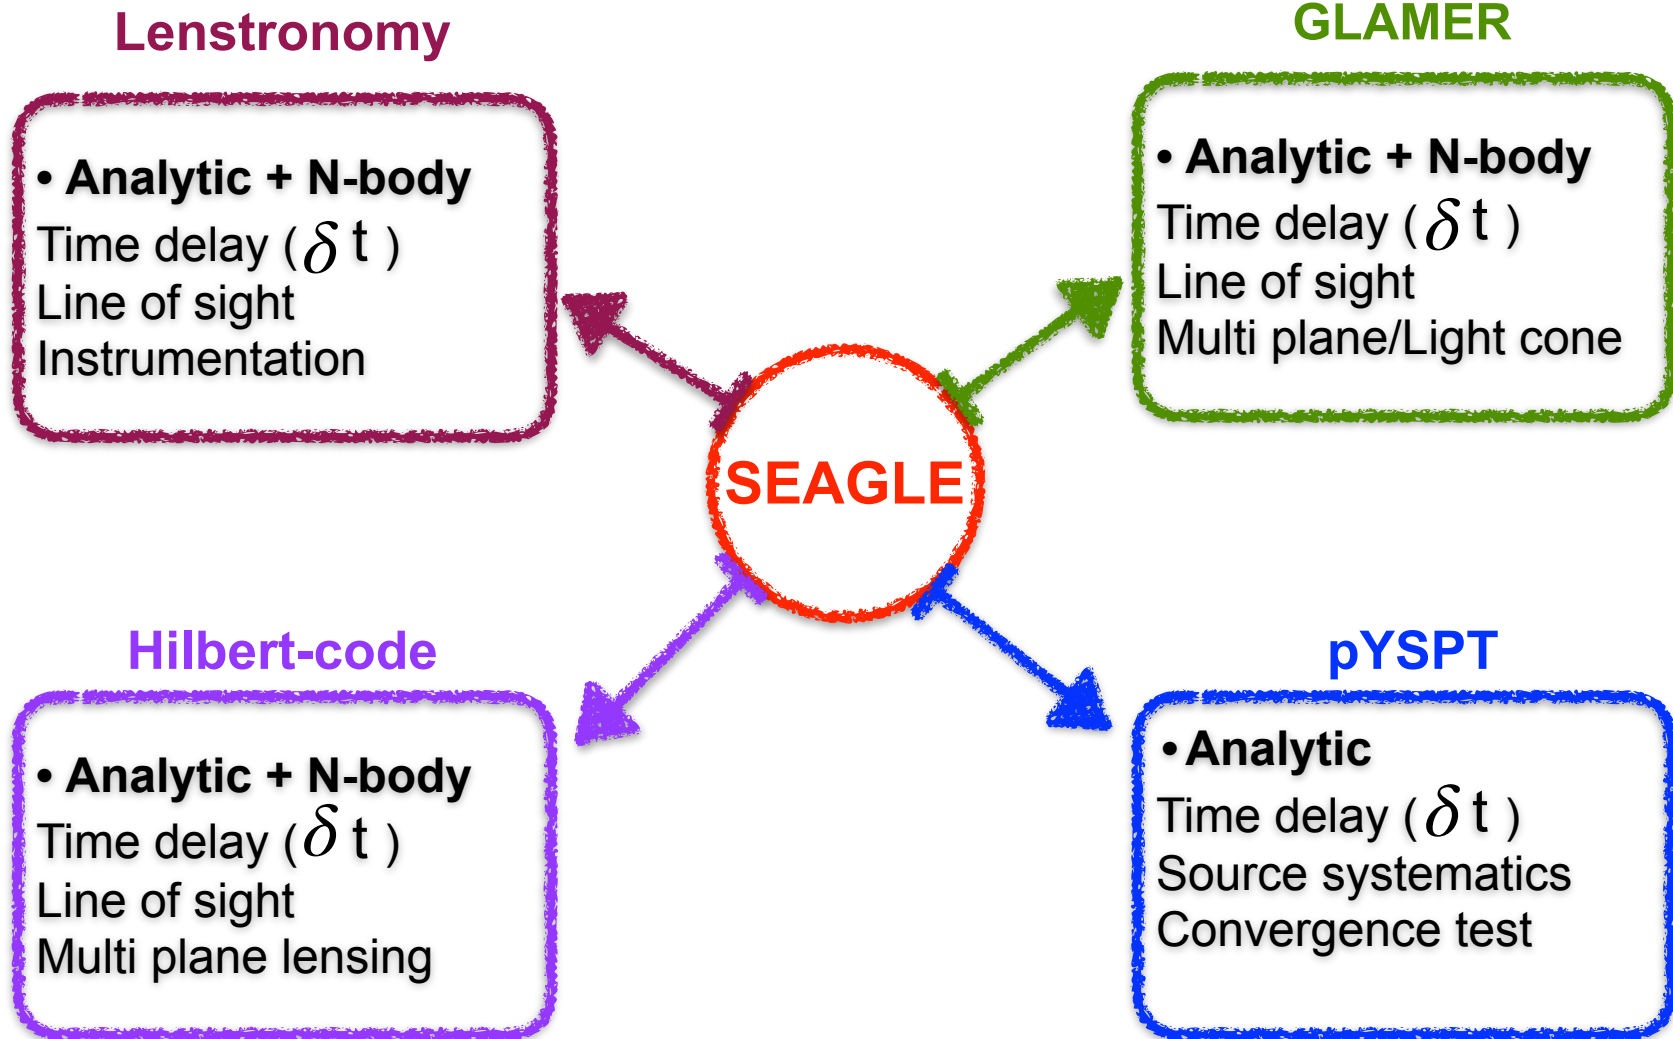 Lenstronomy
• Analytic + N-body
Time delay (δ t )
Line of sight
Instrumentation
GLAMER
• Analytic + N-body
Time delay (δ t )
Line of sight
Multi plane/Light cone
SEAGLE
Hilbert-code
• Analytic + N-body
Time delay (δ t )
Line of sight
Multi plane lensing
pYSPT
• Analytic
Time delay (δ t )
Source systematics
Convergence test